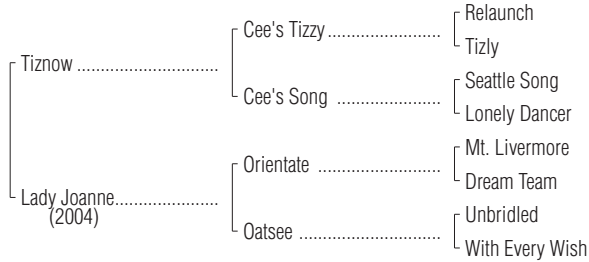 Relaunch
Cee's Tizzy
Tizly
Tiznow
Seattle Song
Cee's Song
Lonely Dancer
Mt. Livermore
Orientate
Dream Team
Lady Joanne
(2004)
Unbridled
Oatsee
With Every Wish